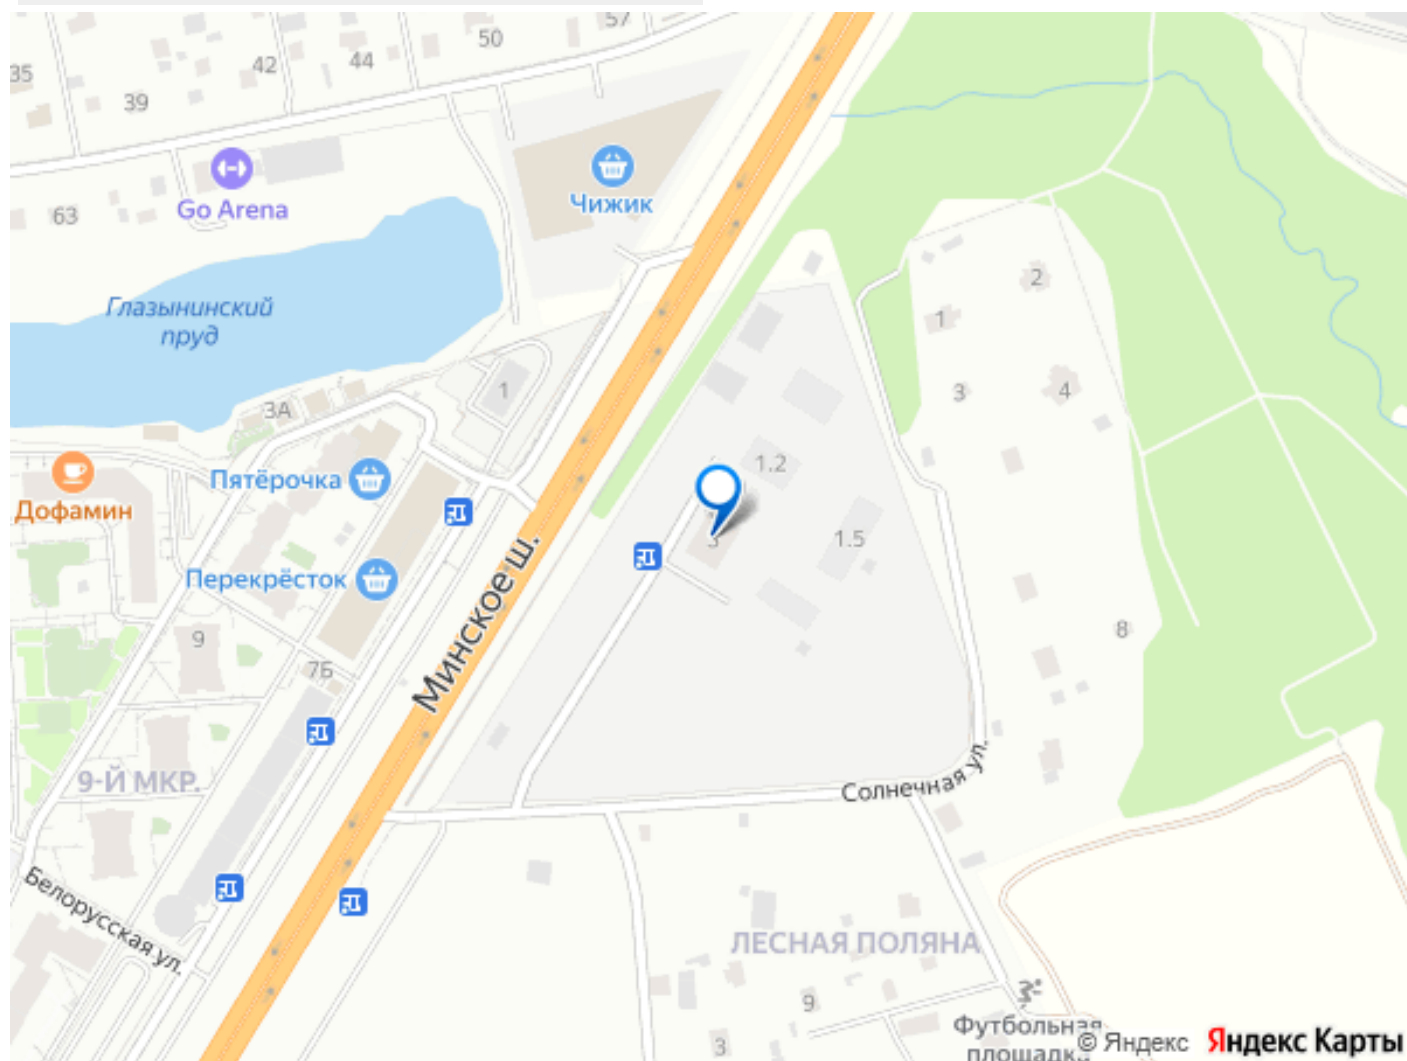 57
50
42
44
35
39
Go Arena
63
Чижик
Глазынинский
пруд
2
1
3
4
1
3А
Пятёрочка
Дофамин
1.2
3
1.5
Перекрёсток
Минское ш.
9
7Б
8
9-Й МКР.
Солнечная ул.
Белорусская ул.
ЛЕСНАЯ ПОЛЯНА
9
3
Футбольная
площадка
© Яндекс Яндекс Карты